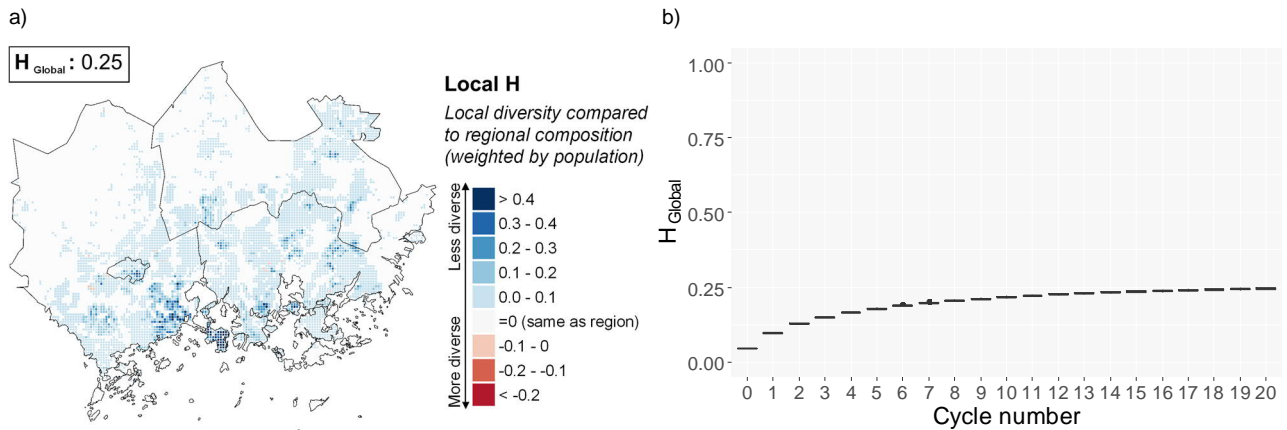 a)
H Global : 0.25
Local H
Local diversity compared
to regional composition
(weighted by population)
Less diverse
More diverse
> 0.4
0.3 - 0.4
0.2 - 0.3
0.1 - 0.2
0.0 - 0.1
=0 (same as region)
-0.1 - 0
-0.2 - -0.1
< -0.2
b)
H Global
1.00
0.75
0.50
0.25
0.00
0 1 2 3 4 5 6 7 8 9 10 11 12 13 14 15 16 17 18 19 20
Cycle number